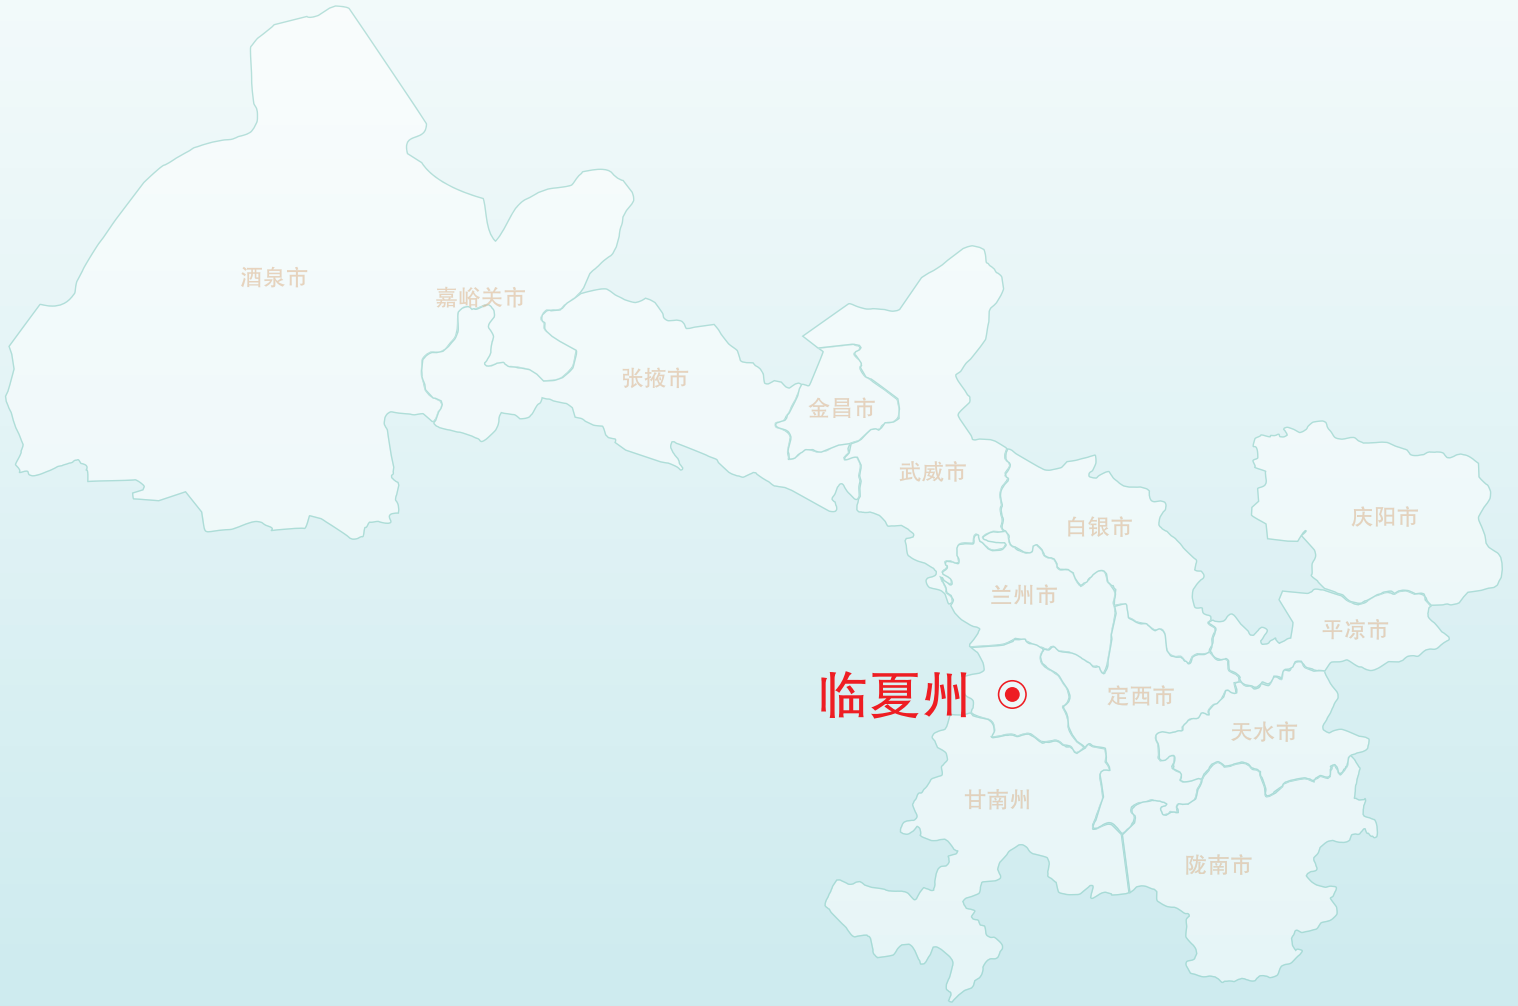 酒泉市
嘉峪关市
张掖市
金昌市
武威市
庆阳市
白银市
兰州市
平凉市
临夏州
定西市
天水市
甘南州
陇南市